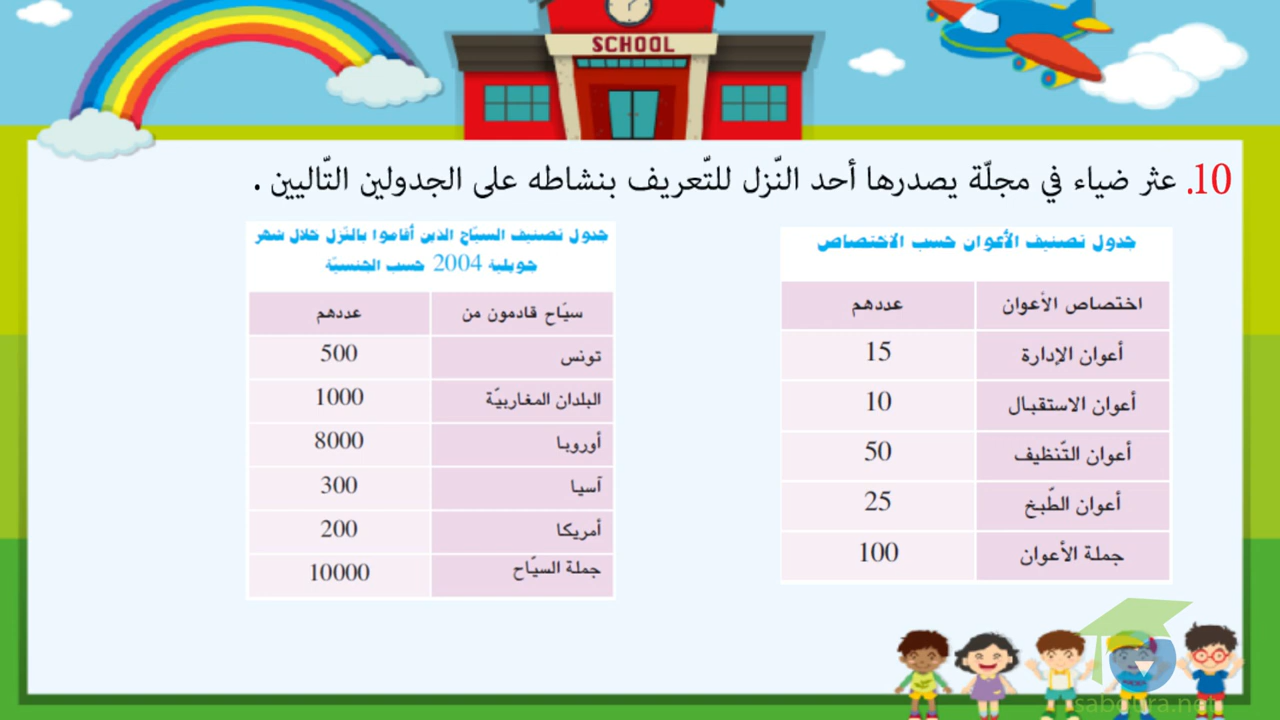 SCHOOL
10. عثر ضياء في مجلّة يصدرها أحد النّزل للتّعريف بنشاطه على الجدولين التّاليين .
جدول تصنيف الأعوان حسب الاختصاص
اختصاص الأعوان عددهم
أعوان الإدارة 15
أعوان الاستقبال 10
أعوان التّنظيف 50
أعوان الطّبخ 25
جملة الأعوان 100
جدول تصنيف السيّاح الذين أقاموا بالنّزل خلال شهر
جويلية 2004 حسب الجنسيّة
سيّاح قادمون من عددهم
تونس 500
البلدان المغاربيّة 1000
أوروبا 8000
آسيا 300
أمريكا 200
جملة السيّاح 10000
saboura.net